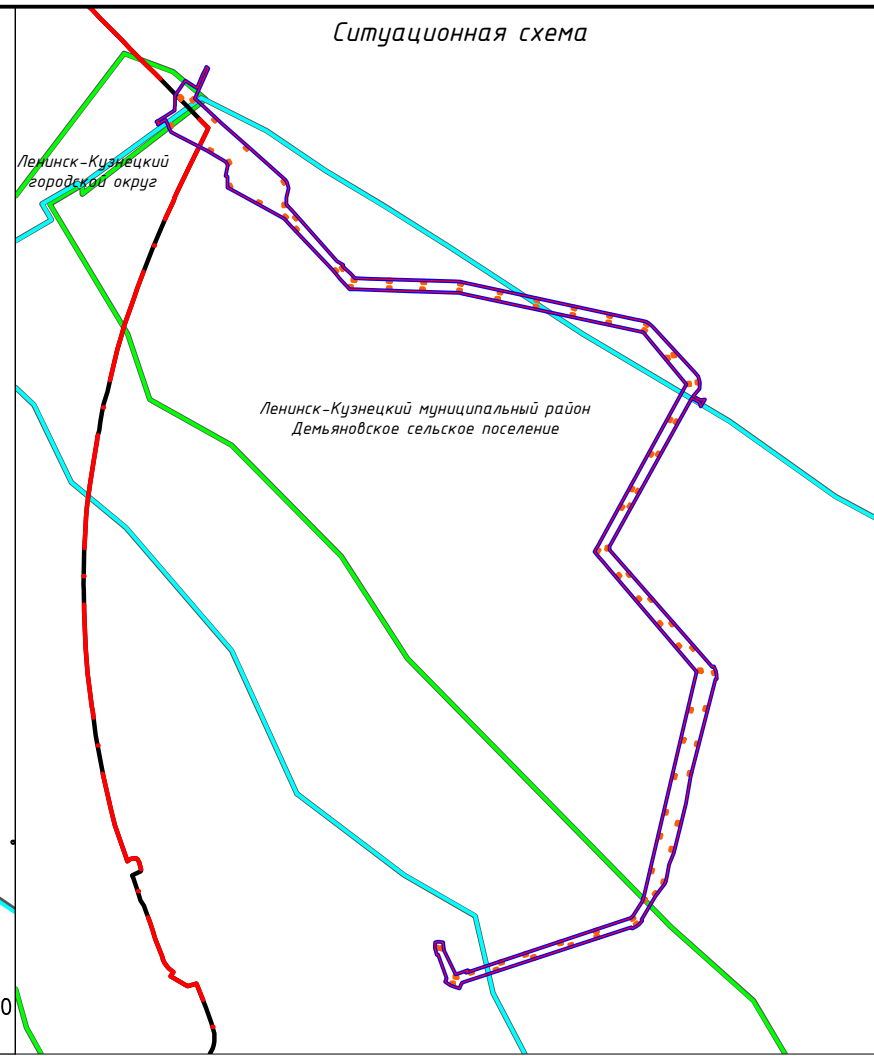 Ситуационная схема
Ленинск-Кузнецкий
городской округ
Ленинск-Кузнецкий муниципальный район
Демьяновское сельское поселение
0